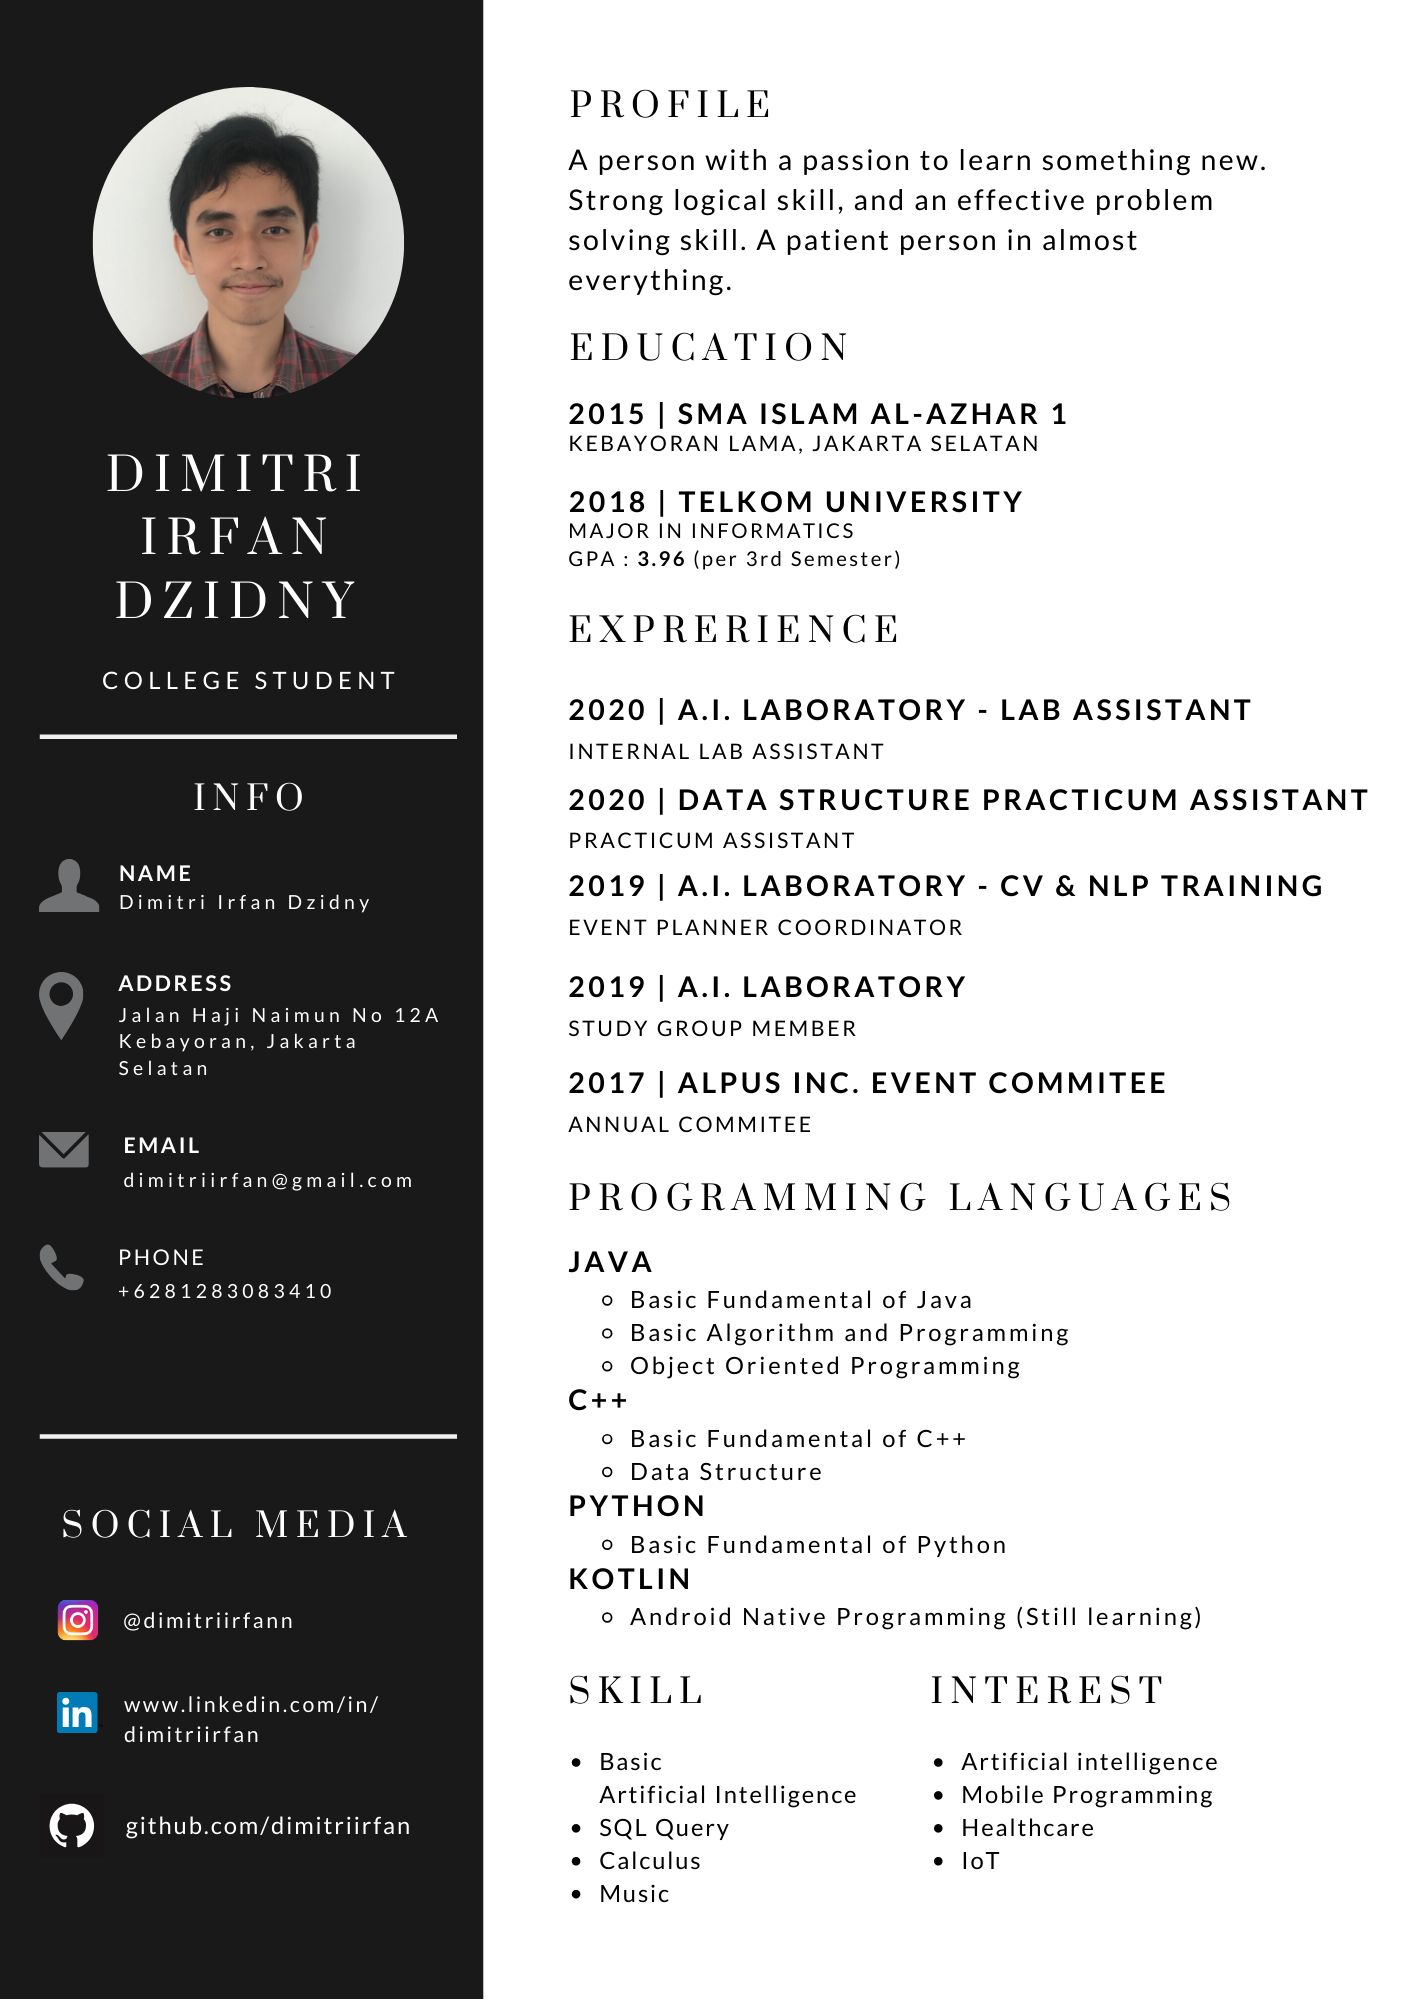 DIMITRI
IRFAN
DZIDNY
COLLEGE STUDENT
INFO
NAME
Dimitri Irfan Dzidny
ADDRESS
Jalan Haji Naimun No 12A
Kebayoran, Jakarta
Selatan
EMAIL
dimitriirfan@gmail.com
PHONE
+6281283083410
SOCIAL MEDIA
@dimitriirfann
in
www.linkedin.com/in/
dimitriirfan
github.com/dimitriirfan
PROFILE
A person with a passion to learn something new.
Strong logical skill, and an effective problem
solving skill. A patient person in almost
everything.
EDUCATION
2015 | SMA ISLAM AL-AZHAR 1
KEBAYORAN LAMA, JAKARTA SELATAN
2018 | TELKOM UNIVERSITY
MAJOR IN INFORMATICS
GPA : 3.96 (per 3rd Semester)
EXPRERIENCE
2020 | A.I. LABORATORY - LAB ASSISTANT
INTERNAL LAB ASSISTANT
2020 | DATA STRUCTURE PRACTICUM ASSISTANT
PRACTICUM ASSISTANT
2019 | A.I. LABORATORY - CV & NLP TRAINING
EVENT PLANNER COORDINATOR
2019 | A.I. LABORATORY
STUDY GROUP MEMBER
2017 | ALPUS INC. EVENT COMMITEE
ANNUAL COMMITEE
PROGRAMMING LANGUAGES
JAVA
Basic Fundamental of Java
Basic Algorithm and Programming
Object Oriented Programming
C++
Basic Fundamental of C++
Data Structure
PYTHON
Basic Fundamental of Python
KOTLIN
Android Native Programming (Still learning)
SKILL
Basic
Artificial Intelligence
SQL Query
Calculus
Music
INTEREST
Artificial intelligence
Mobile Programming
Healthcare
IoT